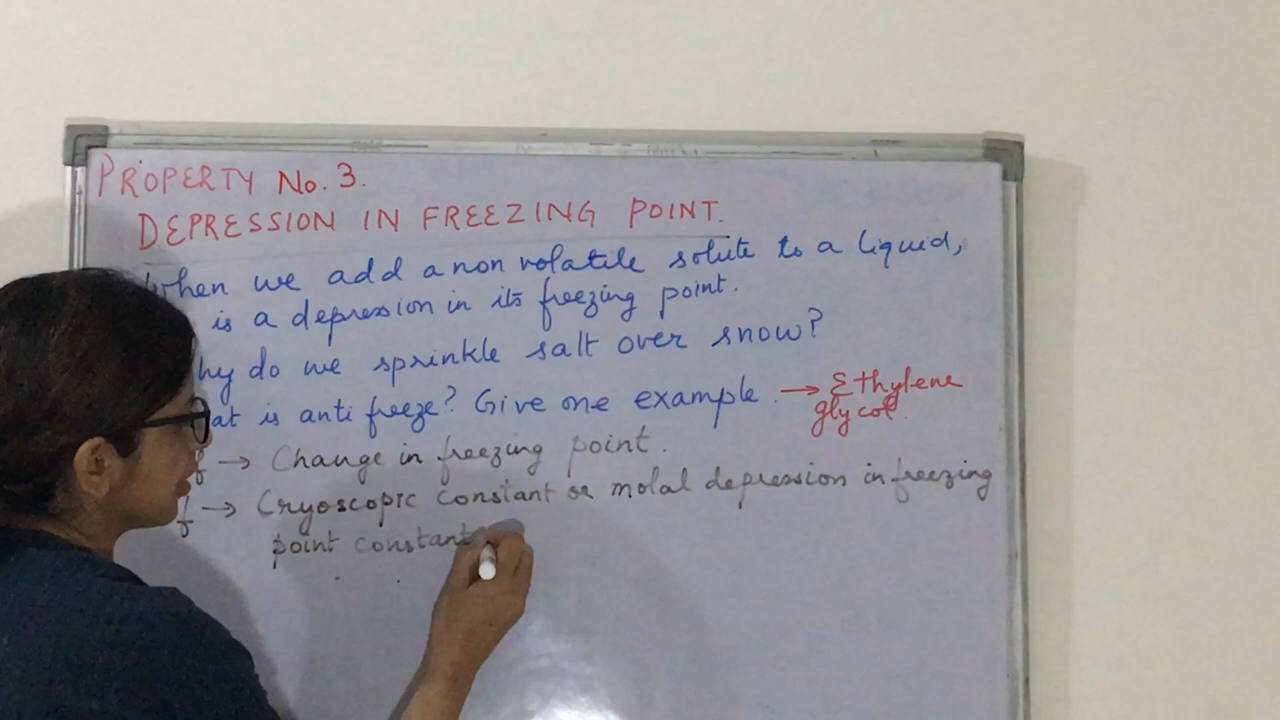 PROPERTY No. 3.
DEPRESSION IN FREEZING POINT.
When we add a non volatile solute to a liquid,
is a depression in its freezing point.
hy do we sprinkle salt over snow?
at is anti freeze? Give one example. → Ethylene
glycol.
f → Change in freezing point.
f → Cryoscopic constant or molal depression in freezing
point constant